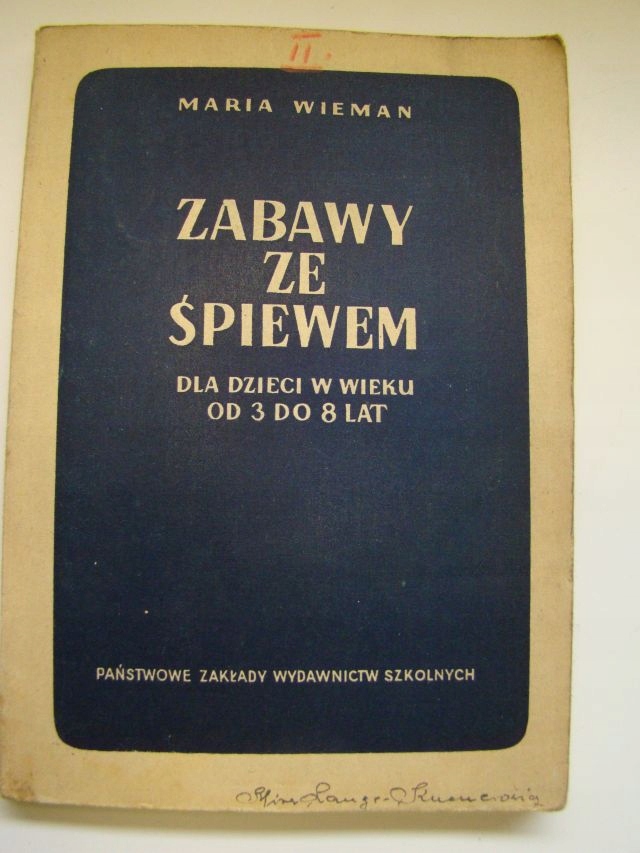 II.
MARIA WIEMAN
ZABAWY
ZE
ŚPIEWEM
DLA DZIECI W WIEKU
OD 3 DO 8 LAT
PAŃSTWOWE ZAKŁADY WYDAWNICTW SZKOLNYCH